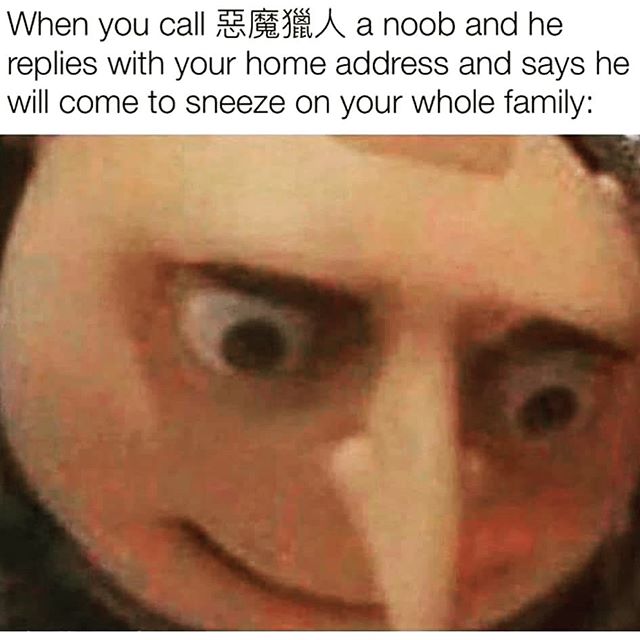 When you call 惡魔獵人 a noob and he
replies with your home address and says he
will come to sneeze on your whole family: